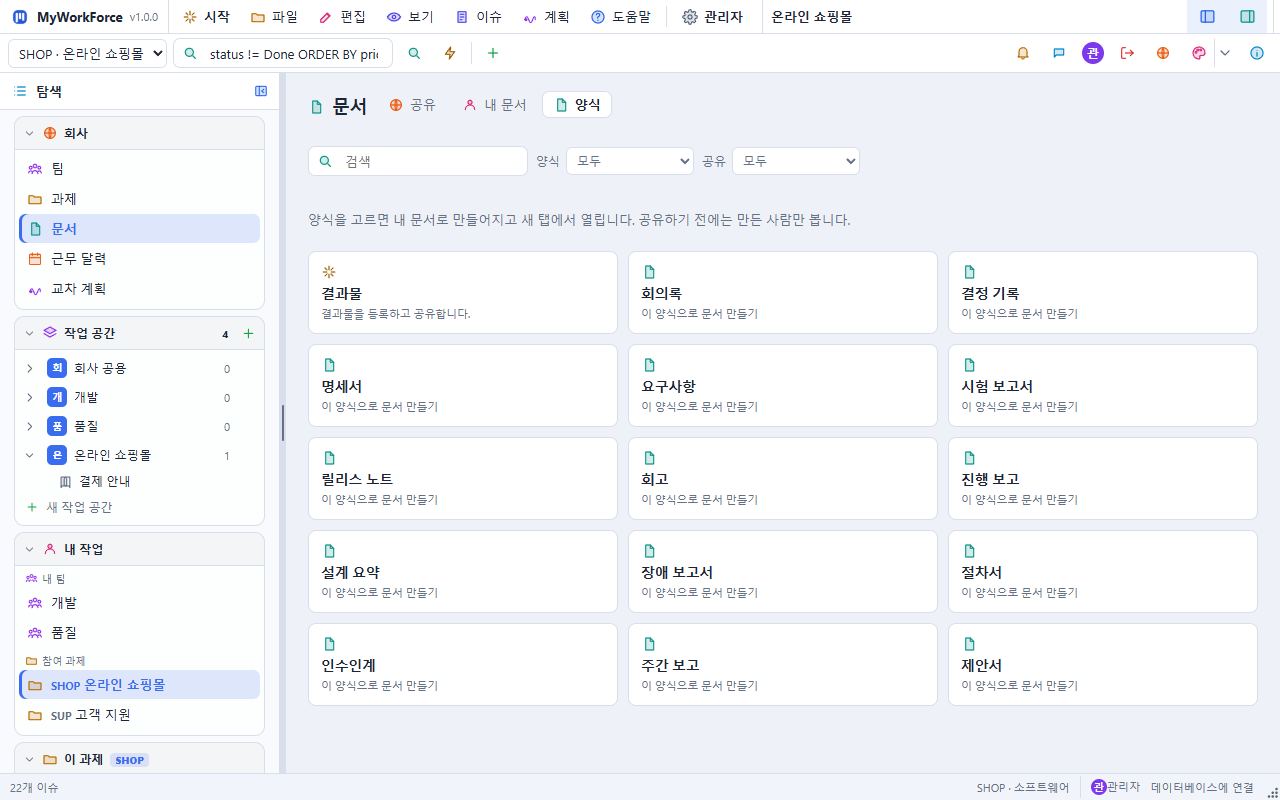 MyWorkForce v1.0.0 시작 파일 편집 보기 이슈 계획 도움말 관리자 온라인 쇼핑몰
SHOP · 온라인 쇼핑몰 status != Done ORDER BY pric 관
탐색
회사
팀
과제
문서
근무 달력
교차 계획
작업 공간 4
회 회사 공용 0
개 개발 0
품 품질 0
온 온라인 쇼핑몰 1
결제 안내
새 작업 공간
내 작업
내 팀
개발
품질
참여 과제
SHOP 온라인 쇼핑몰
SUP 고객 지원
이 과제 SHOP
문서 공유 내 문서 양식
검색 양식 모두 공유 모두
양식을 고르면 내 문서로 만들어지고 새 탭에서 열립니다. 공유하기 전에는 만든 사람만 봅니다.
결과물
결과물을 등록하고 공유합니다.
회의록
이 양식으로 문서 만들기
결정 기록
이 양식으로 문서 만들기
명세서
이 양식으로 문서 만들기
요구사항
이 양식으로 문서 만들기
시험 보고서
이 양식으로 문서 만들기
릴리스 노트
이 양식으로 문서 만들기
회고
이 양식으로 문서 만들기
진행 보고
이 양식으로 문서 만들기
설계 요약
이 양식으로 문서 만들기
장애 보고서
이 양식으로 문서 만들기
절차서
이 양식으로 문서 만들기
인수인계
이 양식으로 문서 만들기
주간 보고
이 양식으로 문서 만들기
제안서
이 양식으로 문서 만들기
22개 이슈 SHOP · 소프트웨어 관 관리자 데이터베이스에 연결